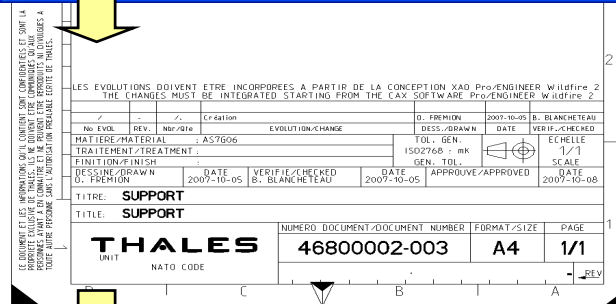 CE DOCUMENT ET LES INFORMATIONS QU'IL CONTIENT SONT CONFIDENTIELS ET SONT LA
PROPRIETE EXCLUSIVE DE THALES. ILS NE DOIVENT ETRE COMMUNIQUES QU'AUX
PERSONNES AYANT A EN CONNAITRE ET NE PEUVENT ETRE REPRODUITS NI DIVULGUES A
TOUTE AUTRE PERSONNE SANS L'AUTORISATION PREALABLE ECRITE DE THALES.
2
LES EVOLUTIONS DOIVENT ETRE INCORPOREES A PARTIR DE LA CONCEPTION XAO Pro/ENGINEER Wildfire 2
THE CHANGES MUST BE INTEGRATED STARTING FROM THE CAX SOFTWARE Pro/ENGINEER Wildfire 2
/ - /. Création O. FREMION 2007-10-05 B. BLANCHETEAU
No EVOL REV. Nbr/Qte EVOLUTION/CHANGE DESS./DRAWN DATE VERIF./CHECKED
MATIERE/MATERIAL : AS7G06
TRAITEMENT/TREATMENT :
FINITION/FINISH :
TOL. GEN.
ISO2768 : mK
GEN. TOL.
ECHELLE
1/1
SCALE
DESSINE/DRAWN DATE VERIFIE/CHECKED DATE APPROUVE/APPROVED DATE
O. FREMION 2007-10-05 B. BLANCHETEAU 2007-10-05 2007-10-08
TITRE: SUPPORT
TITLE: SUPPORT
1
THALES
UNIT
NATO CODE
NUMERO DOCUMENT/DOCUMENT NUMBER FORMAT/SIZE PAGE
46800002-003 A4 1/1
- REV
D C B A